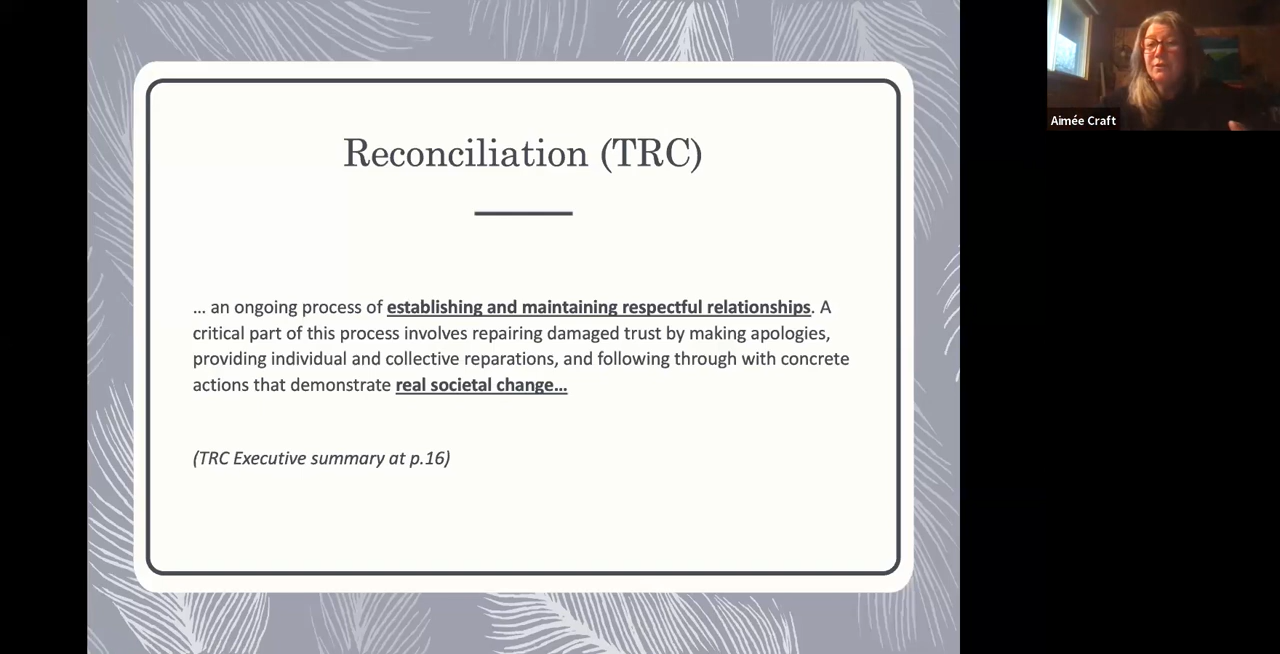 Reconciliation (TRC)
... an ongoing process of establishing and maintaining respectful relationships. A
critical part of this process involves repairing damaged trust by making apologies,
providing individual and collective reparations, and following through with concrete
actions that demonstrate real societal change...
(TRC Executive summary at p.16)
Aimée Craft